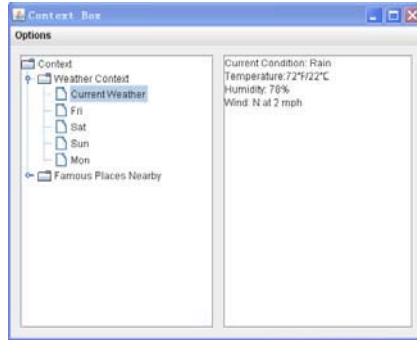 Context Box
Options
Context
Weather Context
Current Weather
Fri
Sat
Sun
Mon
Famous Places Nearby
Current Condition: Rain
Temperature:72°F/22°C
Humidity: 78%
Wind: N at 2 mph